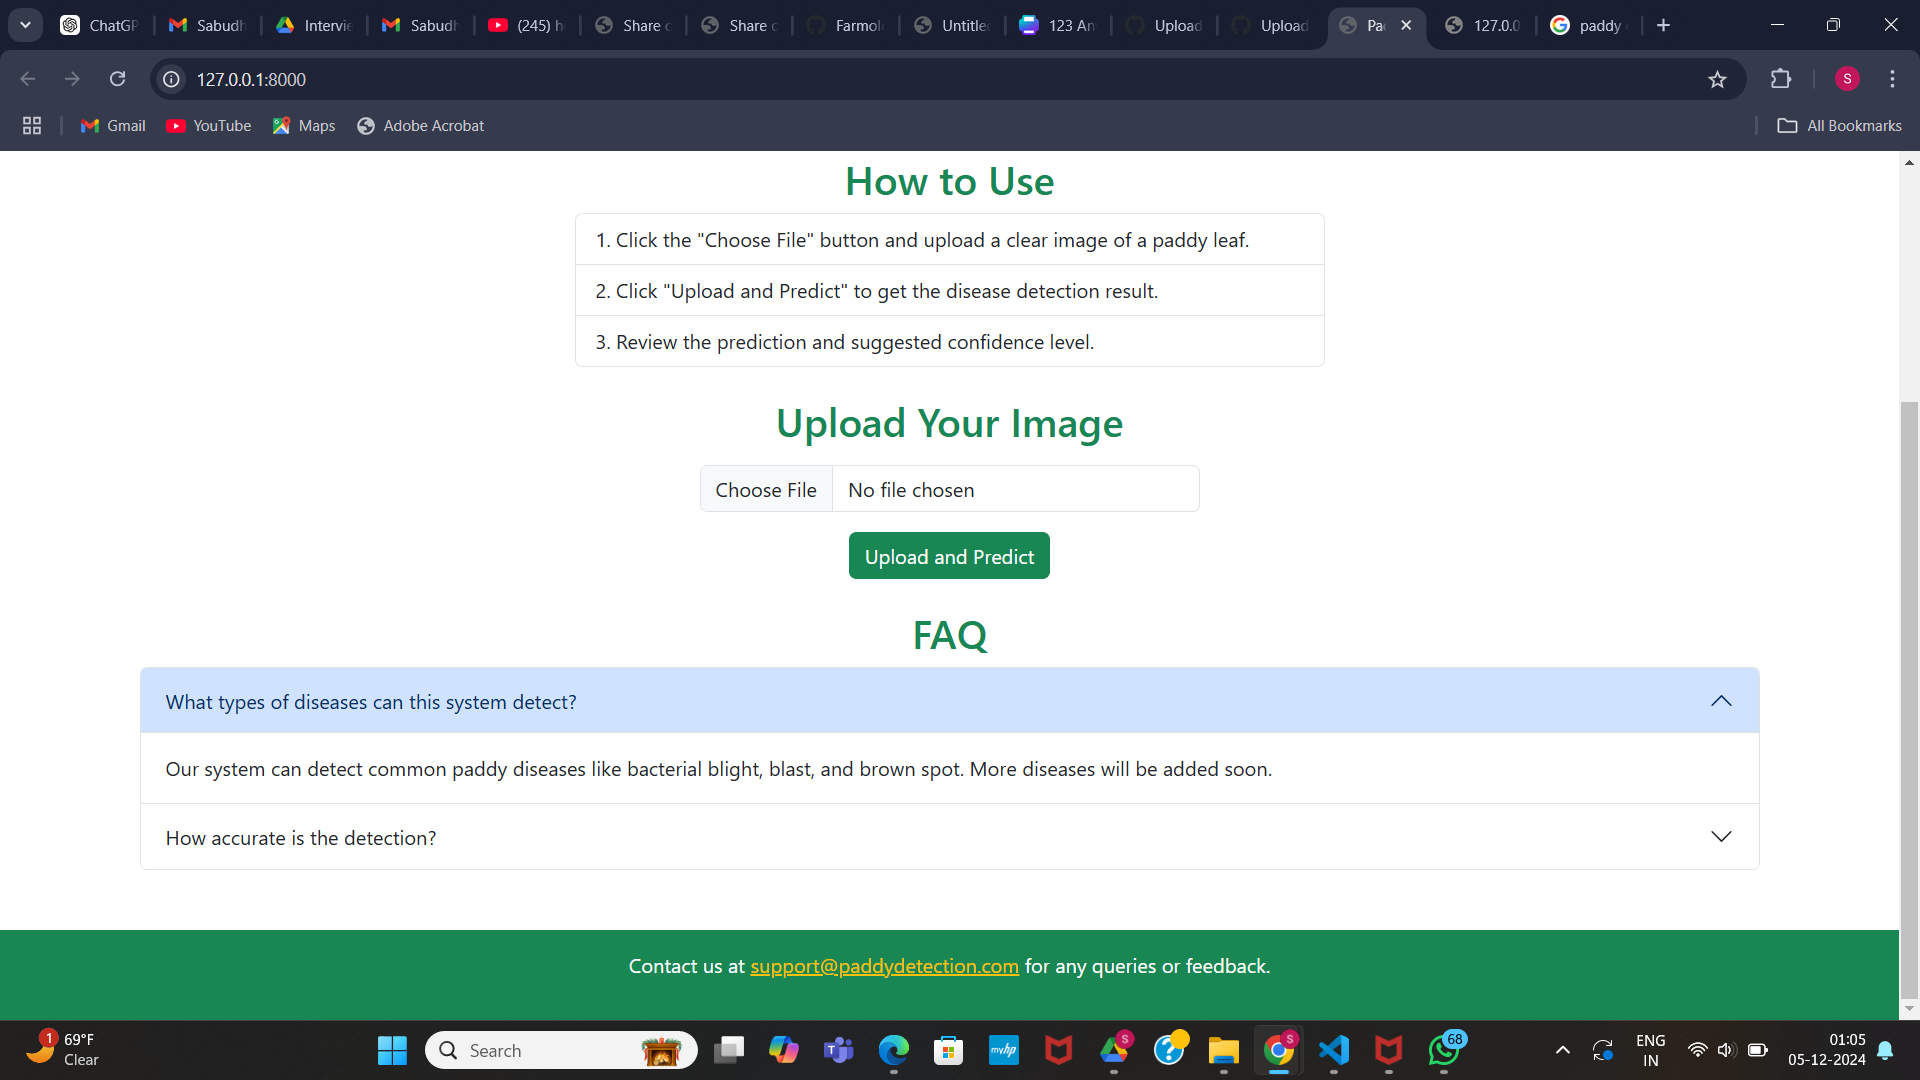 ChatGP
Sabudh
Intervie
Sabudh
(245) h
Share c
Share c
Farmol
Untitle
123 An
Upload
Upload
Pa
127.0.0
paddy
127.0.0.1:8000
S
Gmail
YouTube
Maps
Adobe Acrobat
All Bookmarks
How to Use
1. Click the "Choose File" button and upload a clear image of a paddy leaf.
2. Click "Upload and Predict" to get the disease detection result.
3. Review the prediction and suggested confidence level.
Upload Your Image
Choose File No file chosen
Upload and Predict
FAQ
What types of diseases can this system detect?
Our system can detect common paddy diseases like bacterial blight, blast, and brown spot. More diseases will be added soon.
How accurate is the detection?
Contact us at support@paddydetection.com for any queries or feedback.
1
69°F
Clear
Search
myhp
S
S
68
ENG
IN
01:05
05-12-2024